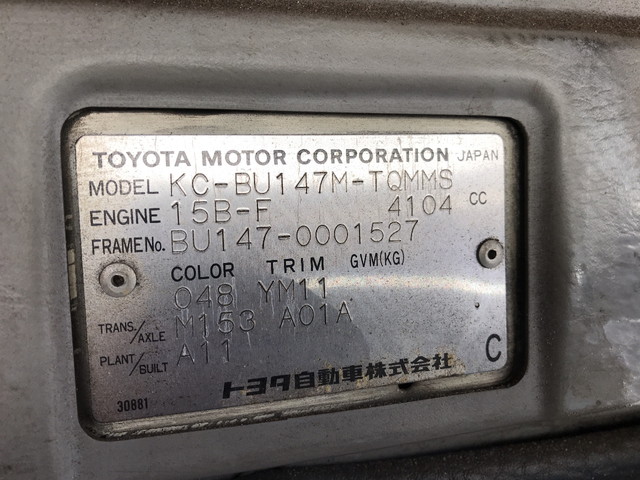 TOYOTA MOTOR CORPORATION JAPAN
MODEL KC-BU147M-TQMMS
ENGINE 15B-F 4104 CC
FRAME No. BU147-0001527
COLOR TRIM GVM(KG)
048 YM11
TRANS./AXLE M153 A01A
PLANT/BUILT A11
C
トヨタ自動車株式会社
30881